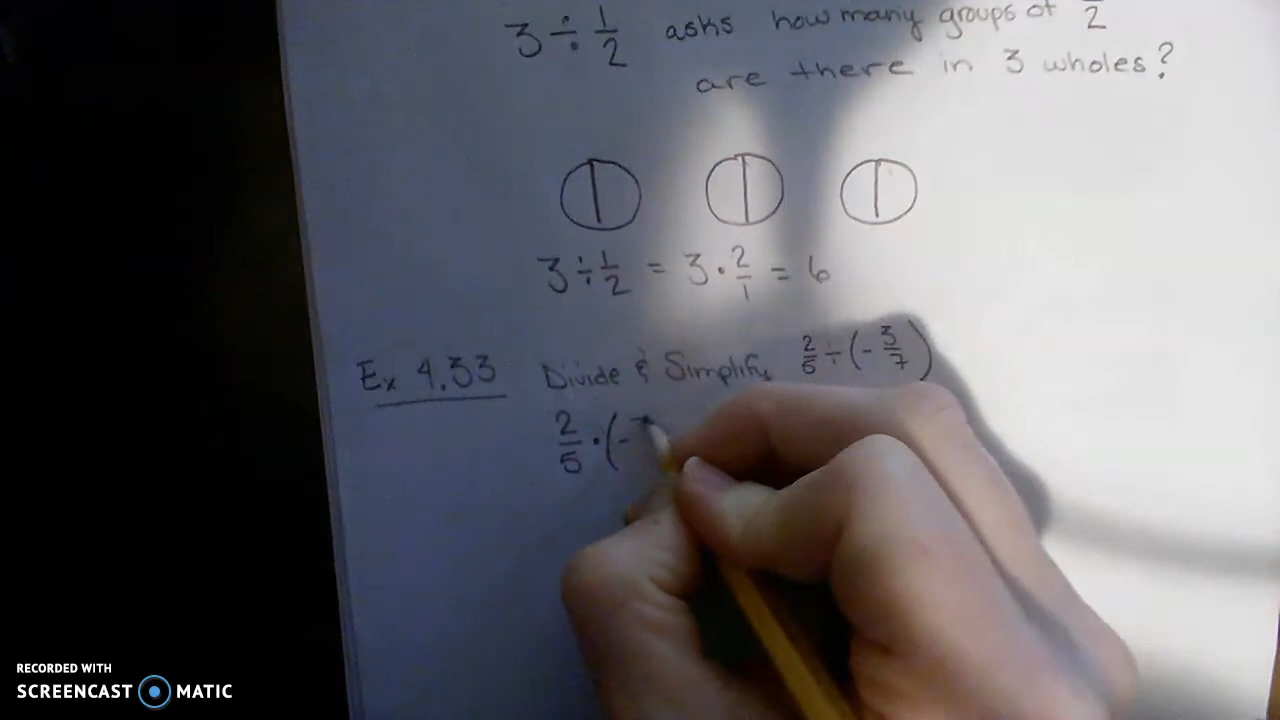 3 ÷ 1/2 asks how many groups of 1/2
are there in 3 wholes?
3 ÷ 1/2 = 3 · 2/1 = 6
Ex 4.33 Divide & Simplify 2/5 ÷ (- 3/7)
2/5 · (- 7
RECORDED WITH
SCREENCAST MATIC